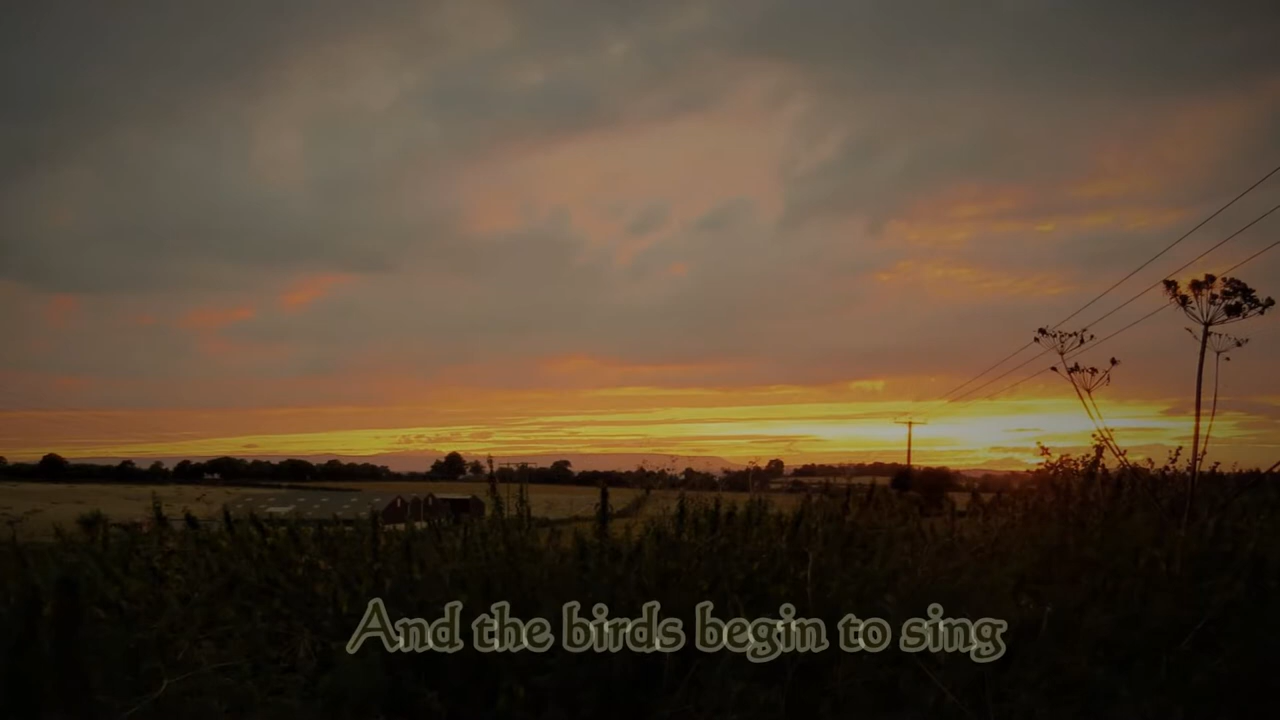 And the birds begin to sing